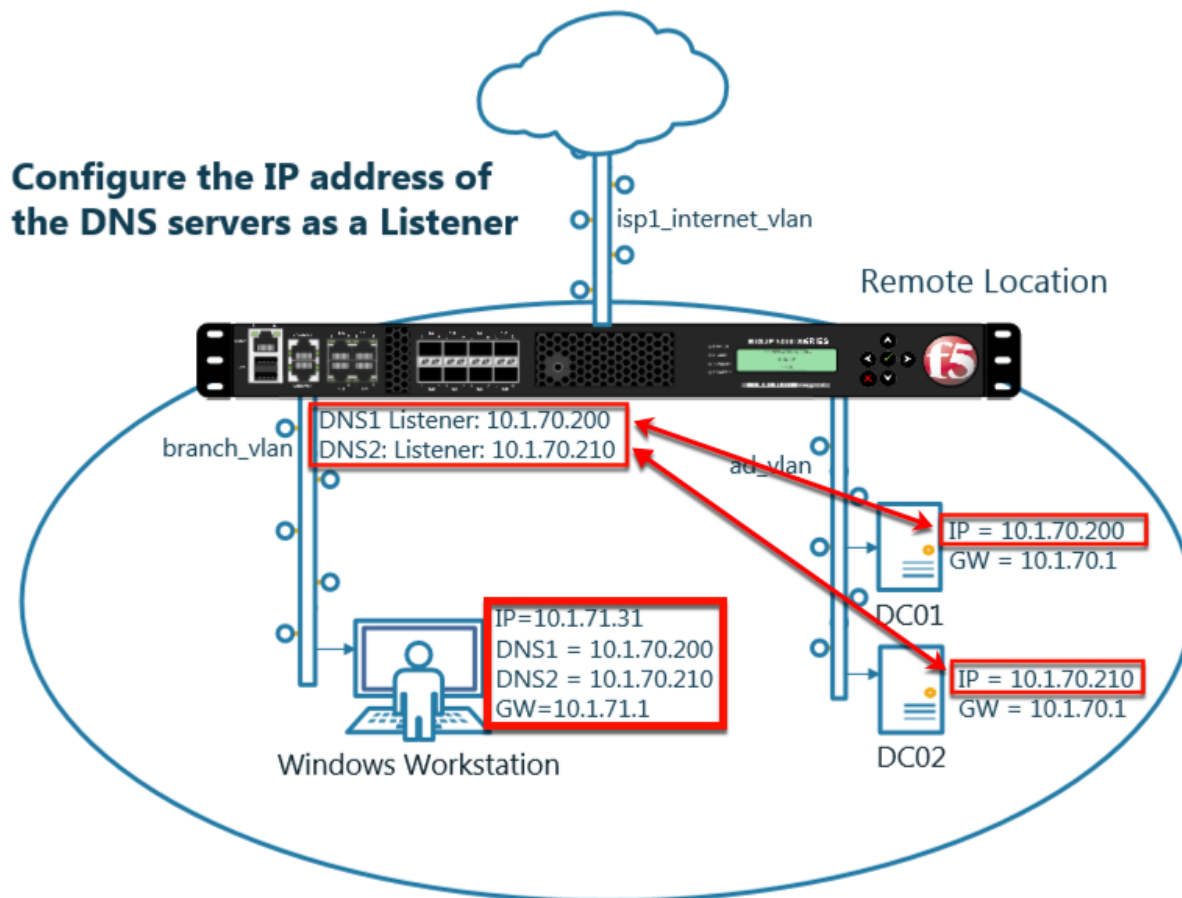 Configure the IP address of
the DNS servers as a Listener
isp1_internet_vlan
Remote Location
f5
DNS1 Listener: 10.1.70.200
DNS2: Listener: 10.1.70.210
branch_vlan
ad_vlan
IP = 10.1.70.200
GW = 10.1.70.1
DC01
IP=10.1.71.31
DNS1 = 10.1.70.200
DNS2 = 10.1.70.210
GW=10.1.71.1
IP = 10.1.70.210
GW = 10.1.70.1
DC02
Windows Workstation